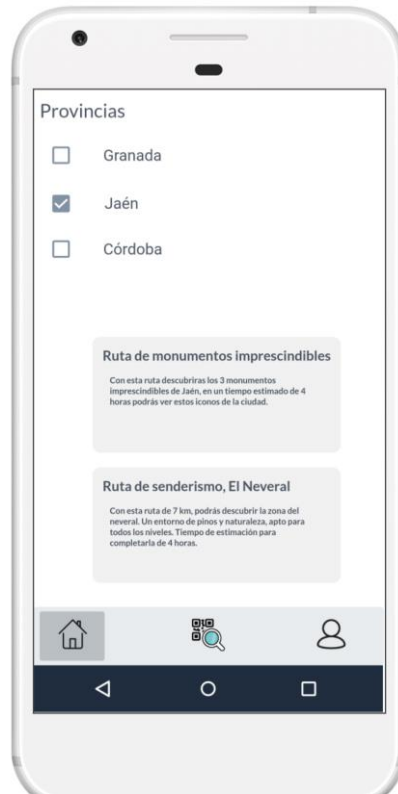 Provincias
Granada
Jaén
Córdoba
Ruta de monumentos imprescindibles
Con esta ruta descubriras los 3 monumentos
imprescindibles de Jaén, en un tiempo estimado de 4
horas podrás ver estos iconos de la ciudad.
Ruta de senderismo, El Neveral
Con esta ruta de 7 km, podrás descubrir la zona del
neveral. Un entorno de pinos y naturaleza, apto para
todos los niveles. Tiempo de estimación para
completarla de 4 horas.